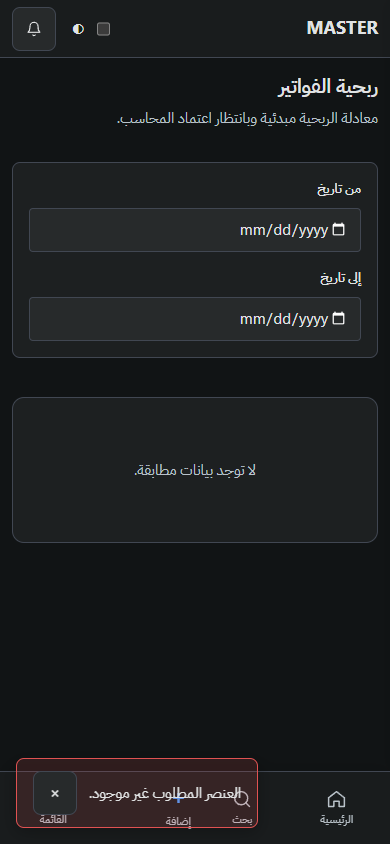 MASTER
ربحية الفواتير
معادلة الربحية مبدئية وبانتظار اعتماد المحاسب.
من تاريخ
mm/dd/yyyy
إلى تاريخ
mm/dd/yyyy
لا توجد بيانات مطابقة.
العنصر المطلوب غير موجود.
×
الرئيسية
بحث
إضافة
القائمة